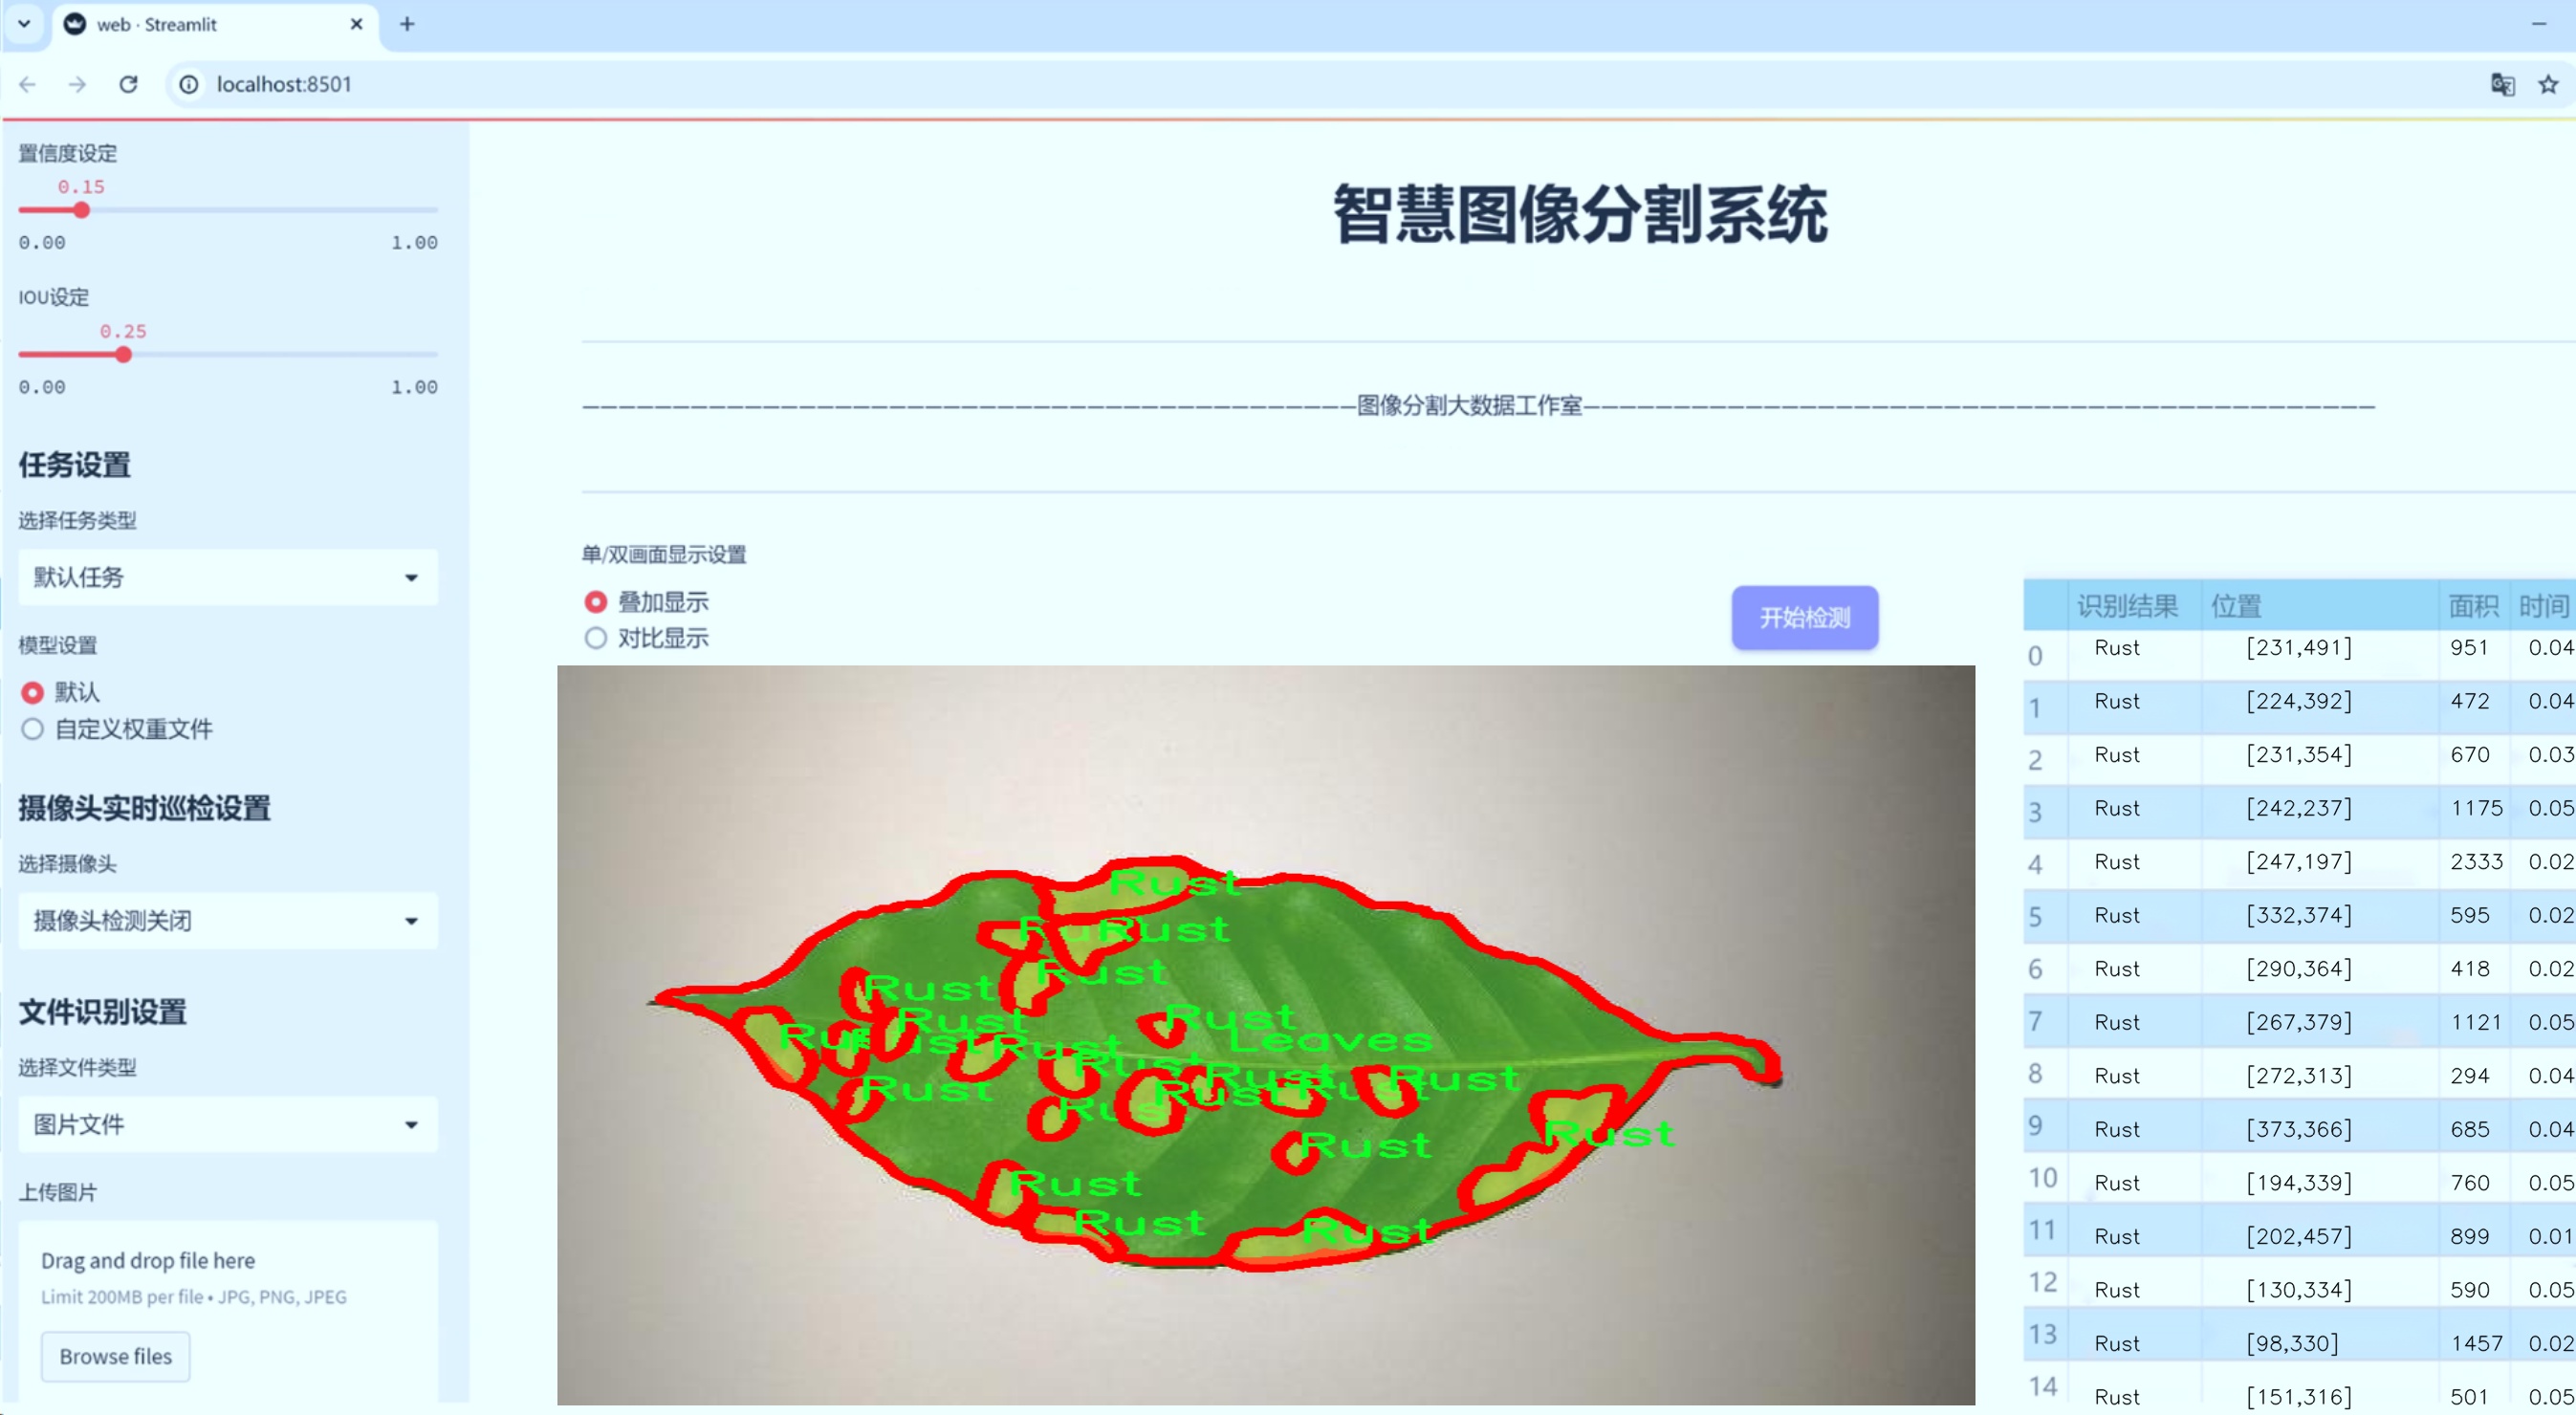 web · Streamlit
localhost:8501
置信度设定
0.15
0.00 1.00
IOU设定
0.25
0.00 1.00
任务设置
选择任务类型
默认任务
模型设置
默认
自定义权重文件
摄像头实时巡检设置
选择摄像头
摄像头检测关闭
文件识别设置
选择文件类型
图片文件
上传图片
Drag and drop file here
Limit 200MB per file • JPG, PNG, JPEG
Browse files
智慧图像分割系统
图像分割大数据工作室
单/双画面显示设置
叠加显示
对比显示
开始检测
Rust
Rust
Rust
Rust
Rust
Rust
Leaves
Rust
Rust
Rust
Rust
Rust
Rust
Rust
Rust
Rust
Rust
Rust
识别结果 位置 面积 时间
0 Rust [231,491] 951 0.04
1 Rust [224,392] 472 0.04
2 Rust [231,354] 670 0.03
3 Rust [242,237] 1175 0.05
4 Rust [247,197] 2333 0.02
5 Rust [332,374] 595 0.02
6 Rust [290,364] 418 0.02
7 Rust [267,379] 1121 0.05
8 Rust [272,313] 294 0.04
9 Rust [373,366] 685 0.04
10 Rust [194,339] 760 0.05
11 Rust [202,457] 899 0.01
12 Rust [130,334] 590 0.05
13 Rust [98,330] 1457 0.02
14 Rust [151,316] 501 0.05